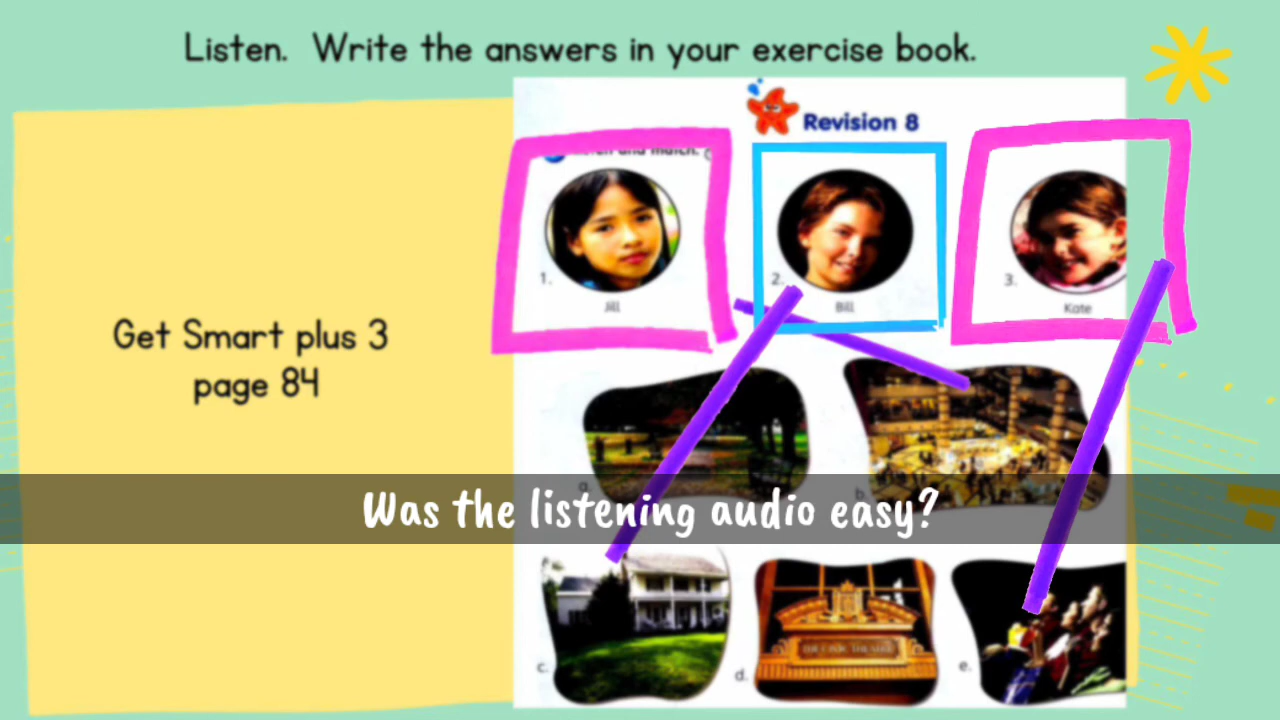 Listen. Write the answers in your exercise book.
Revision 8
Get Smart plus 3
page 84
1.
Jill
2.
Bill
3.
Kate
a.
b.
Was the listening audio easy?
c.
d.
e.